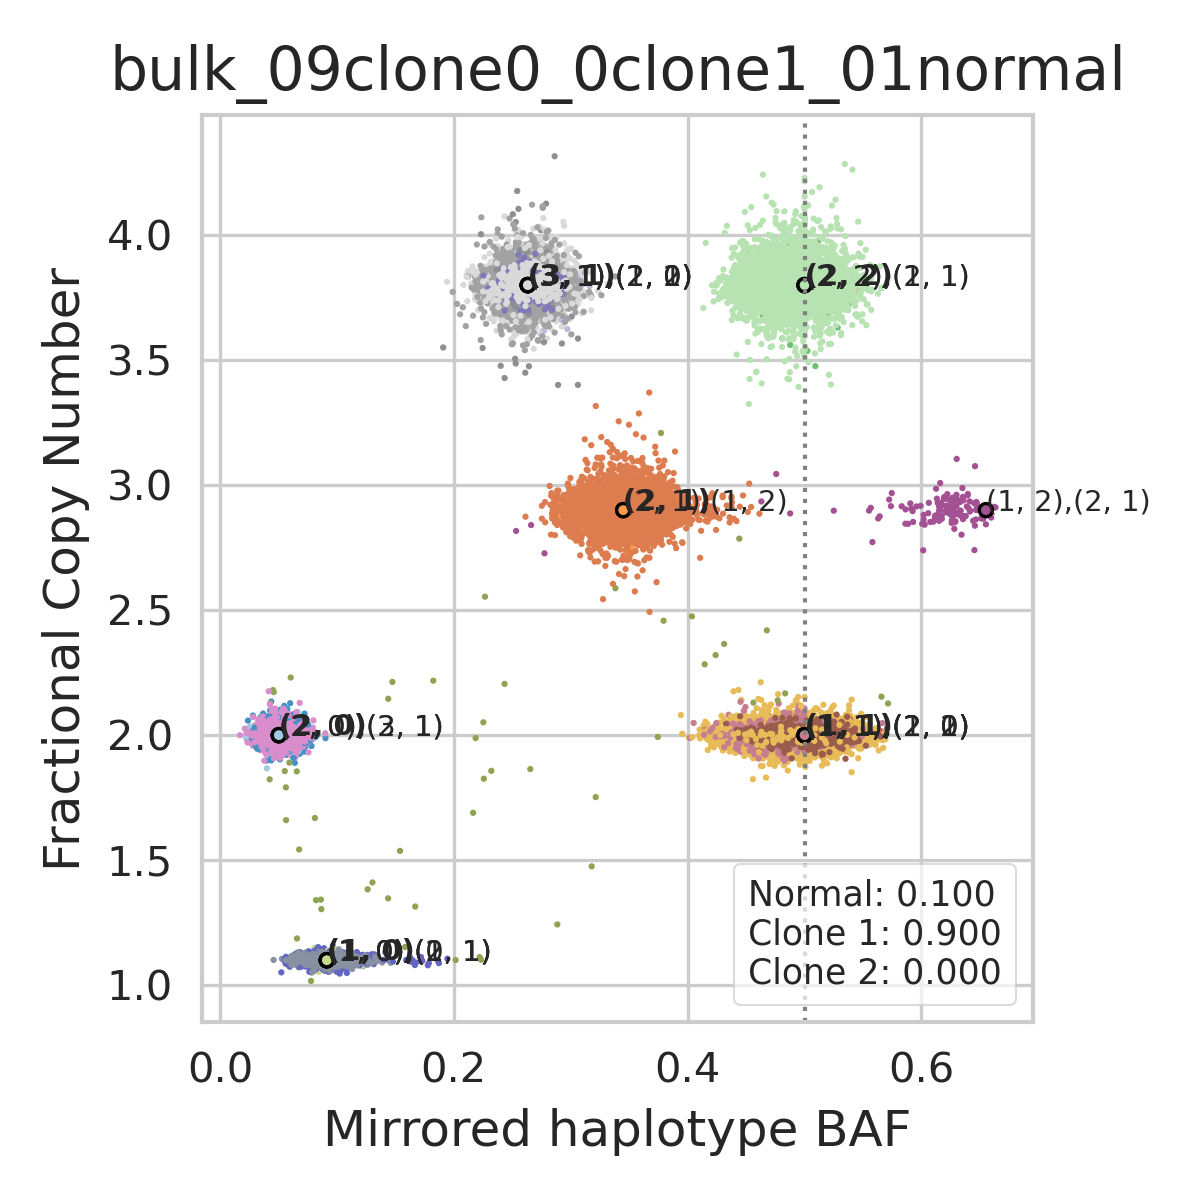 bulk_09clone0_0clone1_01normal
Fractional Copy Number
4.0
3.5
3.0
2.5
2.0
1.5
1.0
(3, 1)
(2, 2)
(2, 1)
(1, 2)
(1, 2),(2, 1)
(2, 0)
(1, 1)
(1, 0)
Normal: 0.100
Clone 1: 0.900
Clone 2: 0.000
0.0
0.2
0.4
0.6
Mirrored haplotype BAF